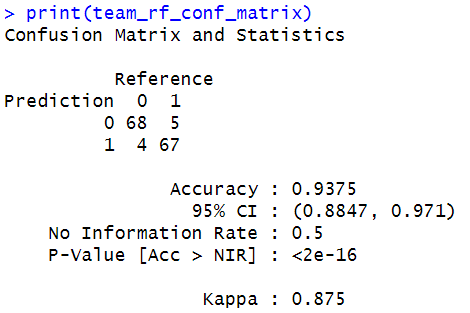 > print(team_rf_conf_matrix)
Confusion Matrix and Statistics
Reference
Prediction 0 1
0 68 5
1 4 67
Accuracy : 0.9375
95% CI : (0.8847, 0.971)
No Information Rate : 0.5
P-Value [Acc > NIR] : <2e-16
Kappa : 0.875